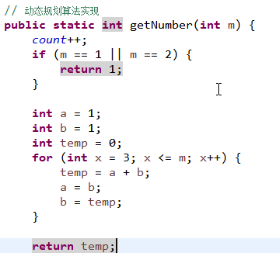 // 动态规划算法实现
public static int getNumber(int m) {
count++;
if (m == 1 || m == 2) {
return 1;
}
int a = 1;
int b = 1;
int temp = 0;
for (int x = 3; x <= m; x++) {
temp = a + b;
a = b;
b = temp;
}
return temp;